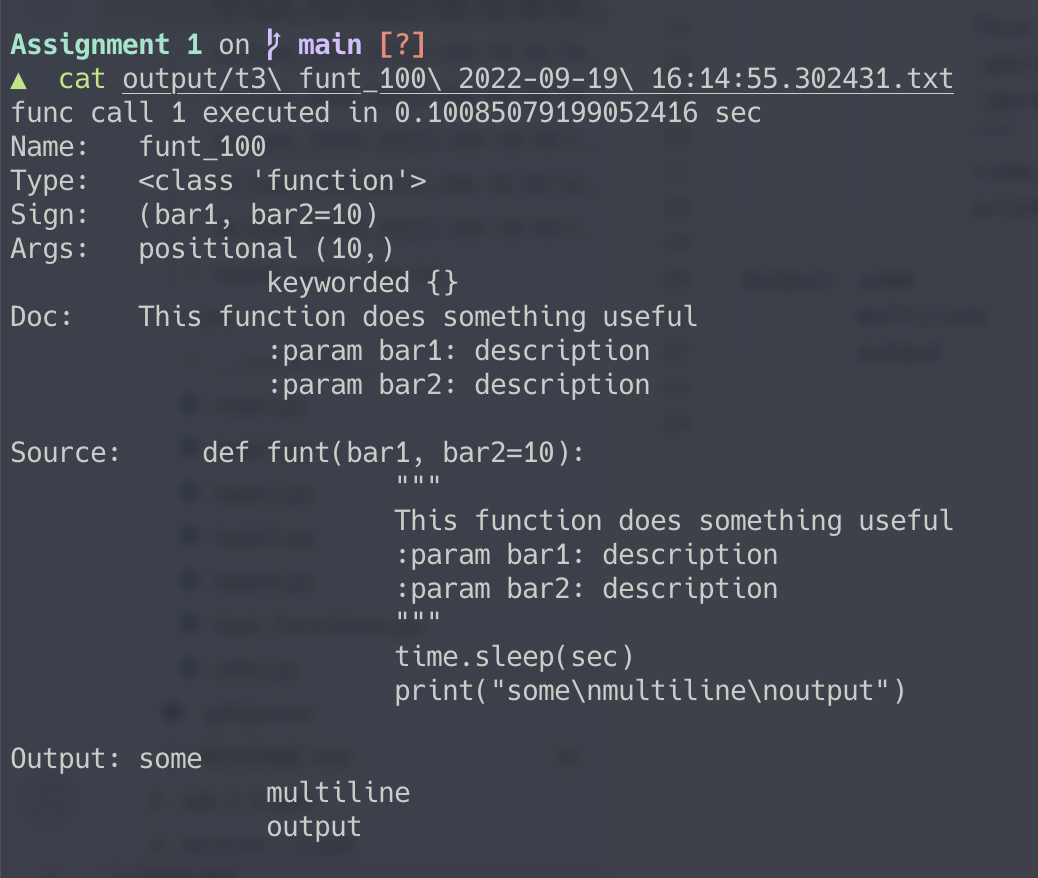 Assignment 1 on main [?]
▲ cat output/t3\ funt_100\ 2022-09-19\ 16:14:55.302431.txt
func call 1 executed in 0.10085079199052416 sec
Name:   funt_100
Type:   <class 'function'>
Sign:   (bar1, bar2=10)
Args:   positional (10,)
                keyworded {}
Doc:    This function does something useful
                :param bar1: description
                :param bar2: description

Source:     def funt(bar1, bar2=10):
                        """
                        This function does something useful
                        :param bar1: description
                        :param bar2: description
                        """
                        time.sleep(sec)
                        print("some\nmultiline\noutput")

Output: some
                multiline
                output